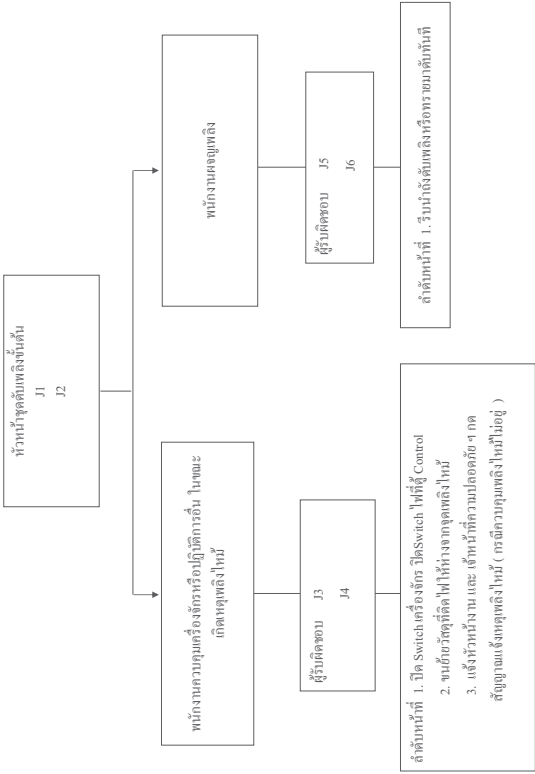 หัวหน้าชุดดับเพลิงขั้นต้น
J1
J2
พนักงานควบคุมเครื่องจักรหรือปฏิบัติการอื่น ในขณะ
เกิดเหตุเพลิงไหม้
ผู้รับผิดชอบ J3
J4
ลำดับหน้าที่ 1. ปิด Switch เครื่องจักร ปิดSwitch ไฟที่ตู้ Control
2. ขนย้ายวัสดุที่ติดไฟให้ห่างจากจุดเพลิงไหม้
3. แจ้งหัวหน้างาน และ เจ้าหน้าที่ความปลอดภัย ฯ กด
สัญญาณแจ้งเหตุเพลิงไหม้ ( กรณีควบคุมเพลิงไหม้ไม่อยู่ )
พนักงานผจญเพลิง
ผู้รับผิดชอบ J5
J6
ลำดับหน้าที่ 1. รีบนำถังดับเพลิงหรือทรายมาดับทันที